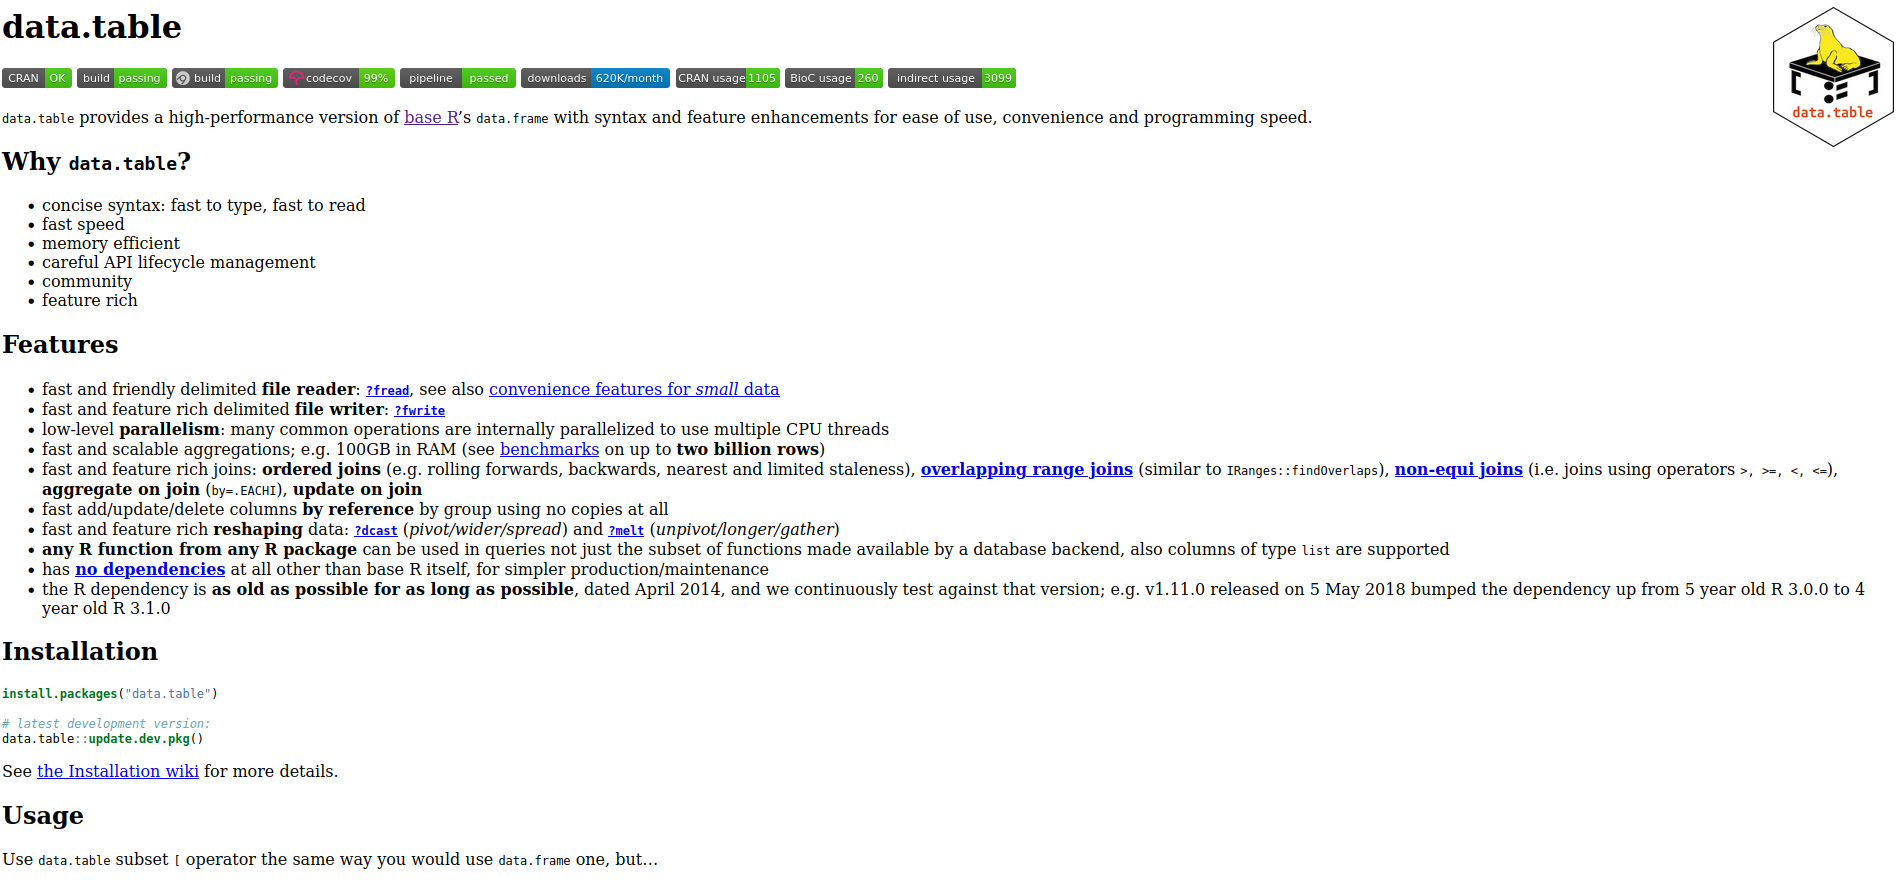 data.table
CRAN OK build passing build passing codecov 99% pipeline passed downloads 620K/month CRAN usage 1105 BioC usage 260 indirect usage 3099
data.table
data.table provides a high-performance version of base R’s data.frame with syntax and feature enhancements for ease of use, convenience and programming speed.
Why data.table?
• concise syntax: fast to type, fast to read
• fast speed
• memory efficient
• careful API lifecycle management
• community
• feature rich
Features
• fast and friendly delimited file reader: ?fread, see also convenience features for small data
• fast and feature rich delimited file writer: ?fwrite
• low-level parallelism: many common operations are internally parallelized to use multiple CPU threads
• fast and scalable aggregations; e.g. 100GB in RAM (see benchmarks on up to two billion rows)
• fast and feature rich joins: ordered joins (e.g. rolling forwards, backwards, nearest and limited staleness), overlapping range joins (similar to IRanges::findOverlaps), non-equi joins (i.e. joins using operators >, >=, <, <=),
aggregate on join (by=.EACHI), update on join
• fast add/update/delete columns by reference by group using no copies at all
• fast and feature rich reshaping data: ?dcast (pivot/wider/spread) and ?melt (unpivot/longer/gather)
• any R function from any R package can be used in queries not just the subset of functions made available by a database backend, also columns of type list are supported
• has no dependencies at all other than base R itself, for simpler production/maintenance
• the R dependency is as old as possible for as long as possible, dated April 2014, and we continuously test against that version; e.g. v1.11.0 released on 5 May 2018 bumped the dependency up from 5 year old R 3.0.0 to 4
year old R 3.1.0
Installation
install.packages("data.table")
# latest development version:
data.table::update.dev.pkg()
See the Installation wiki for more details.
Usage
Use data.table subset [ operator the same way you would use data.frame one, but…